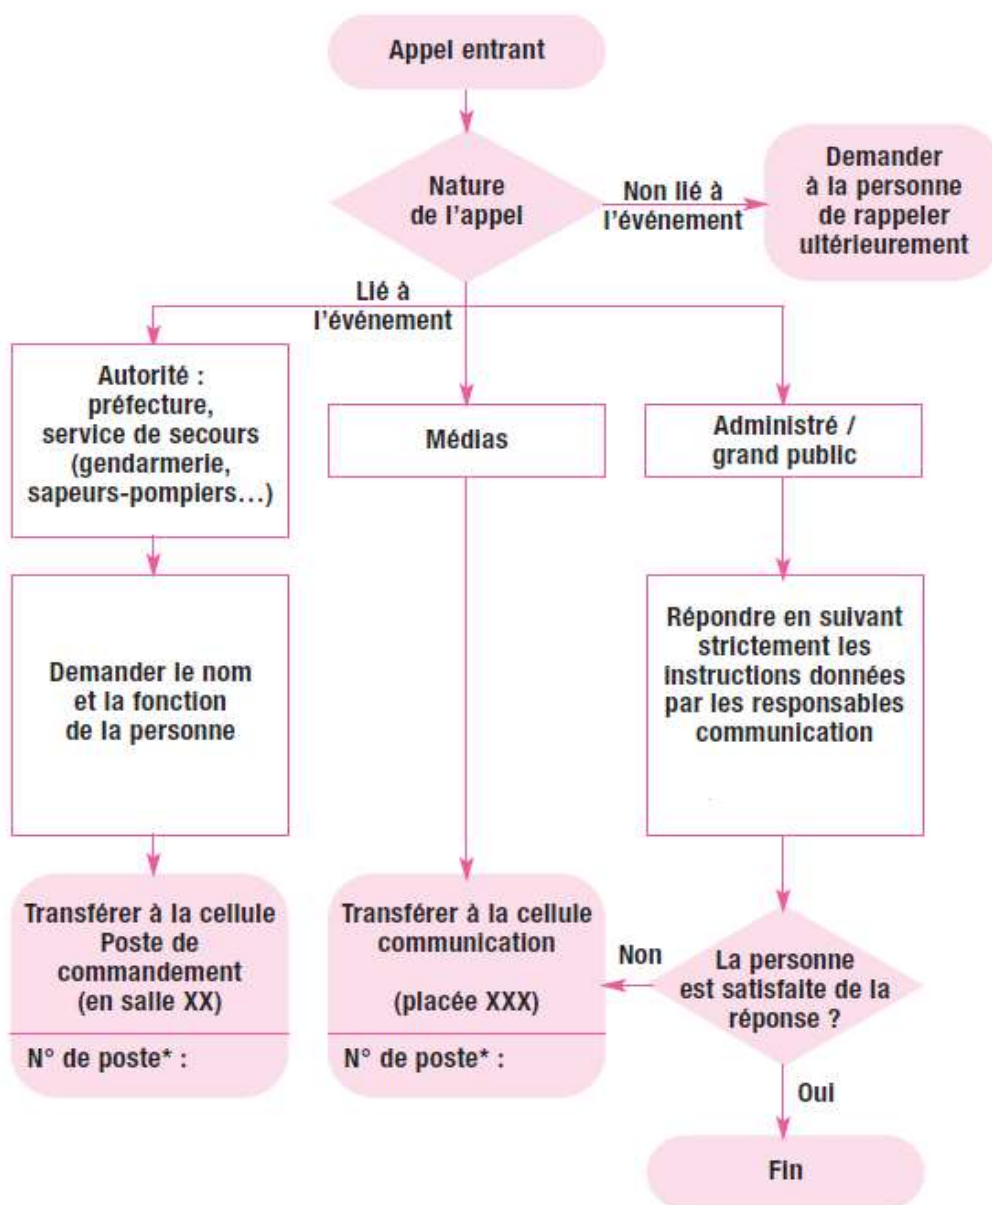 Appel entrant
Nature
de l'appel
Non lié à
l'événement
Demander
à la personne
de rappeler
ultérieurement
Lié à
l'événement
Autorité :
préfecture,
service de secours
(gendarmerie,
sapeurs-pompiers…)
Médias
Administré /
grand public
Demander le nom
et la fonction
de la personne
Répondre en suivant
strictement les
instructions données
par les responsables
communication
Transférer à la cellule
Poste de
commandement
(en salle XX)
N° de poste* :
Transférer à la cellule
communication
(placée XXX)
N° de poste* :
Non
La personne
est satisfaite de la
réponse ?
Oui
Fin